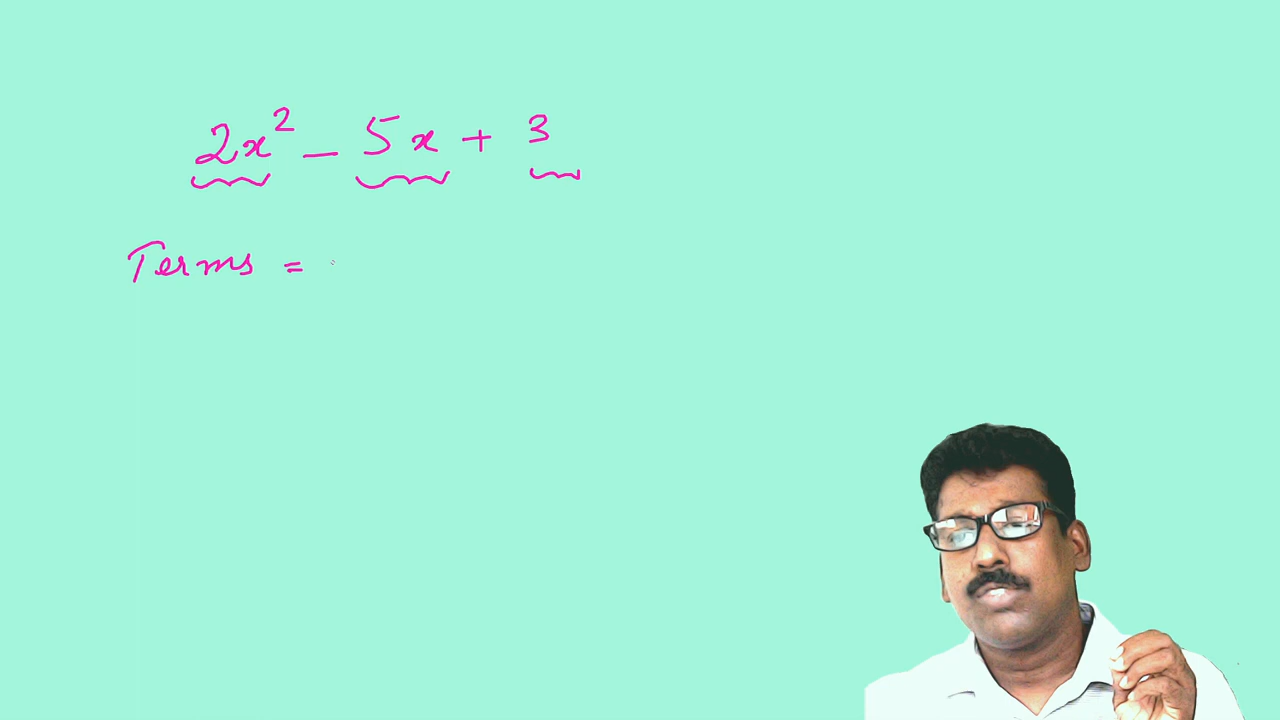 2x² - 5x + 3
Terms =